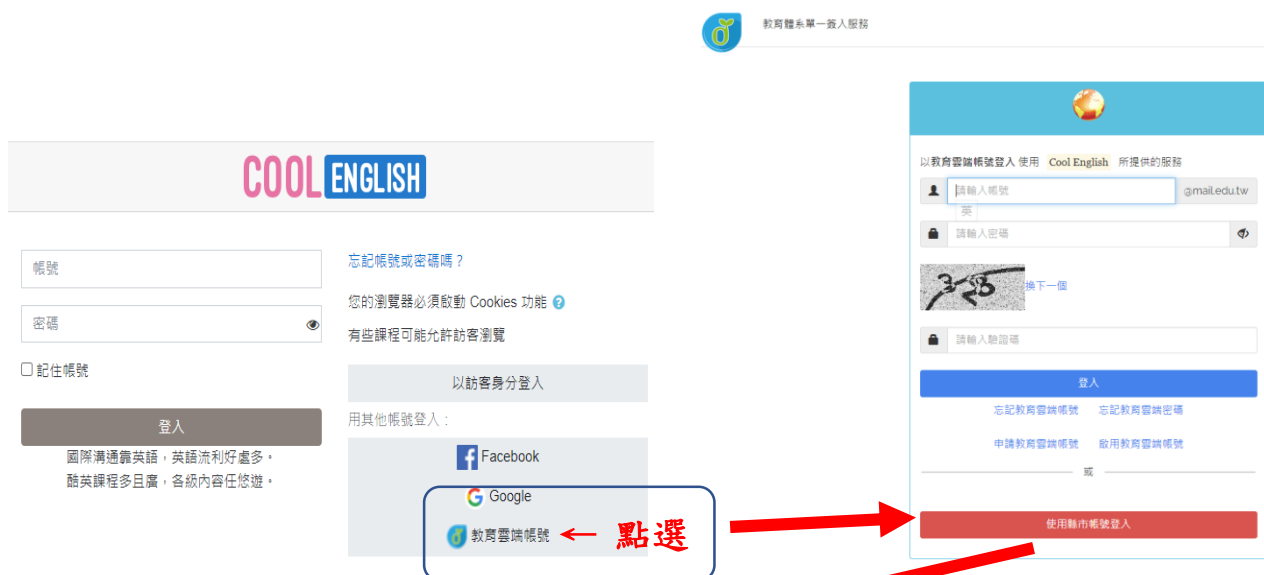 教育體系單一簽入服務
COOL ENGLISH
帳號
密碼
記住帳號
登入
國際溝通靠英語，英語流利好處多。
酷英課程多且廣，各級內容任悠遊。
忘記帳號或密碼嗎？
您的瀏覽器必須啟動 Cookies 功能
有些課程可能允許訪客瀏覽
以訪客身分登入
用其他帳號登入：
Facebook
Google
教育雲端帳號 ← 點選
以教育雲端帳號登入 使用 Cool English 所提供的服務
請輸入帳號 @mail.edu.tw
英
請輸入密碼
換下一個
請輸入驗證碼
登入
忘記教育雲端帳號 忘記教育雲端密碼
申請教育雲端帳號 啟用教育雲端帳號
或
使用縣市帳號登入